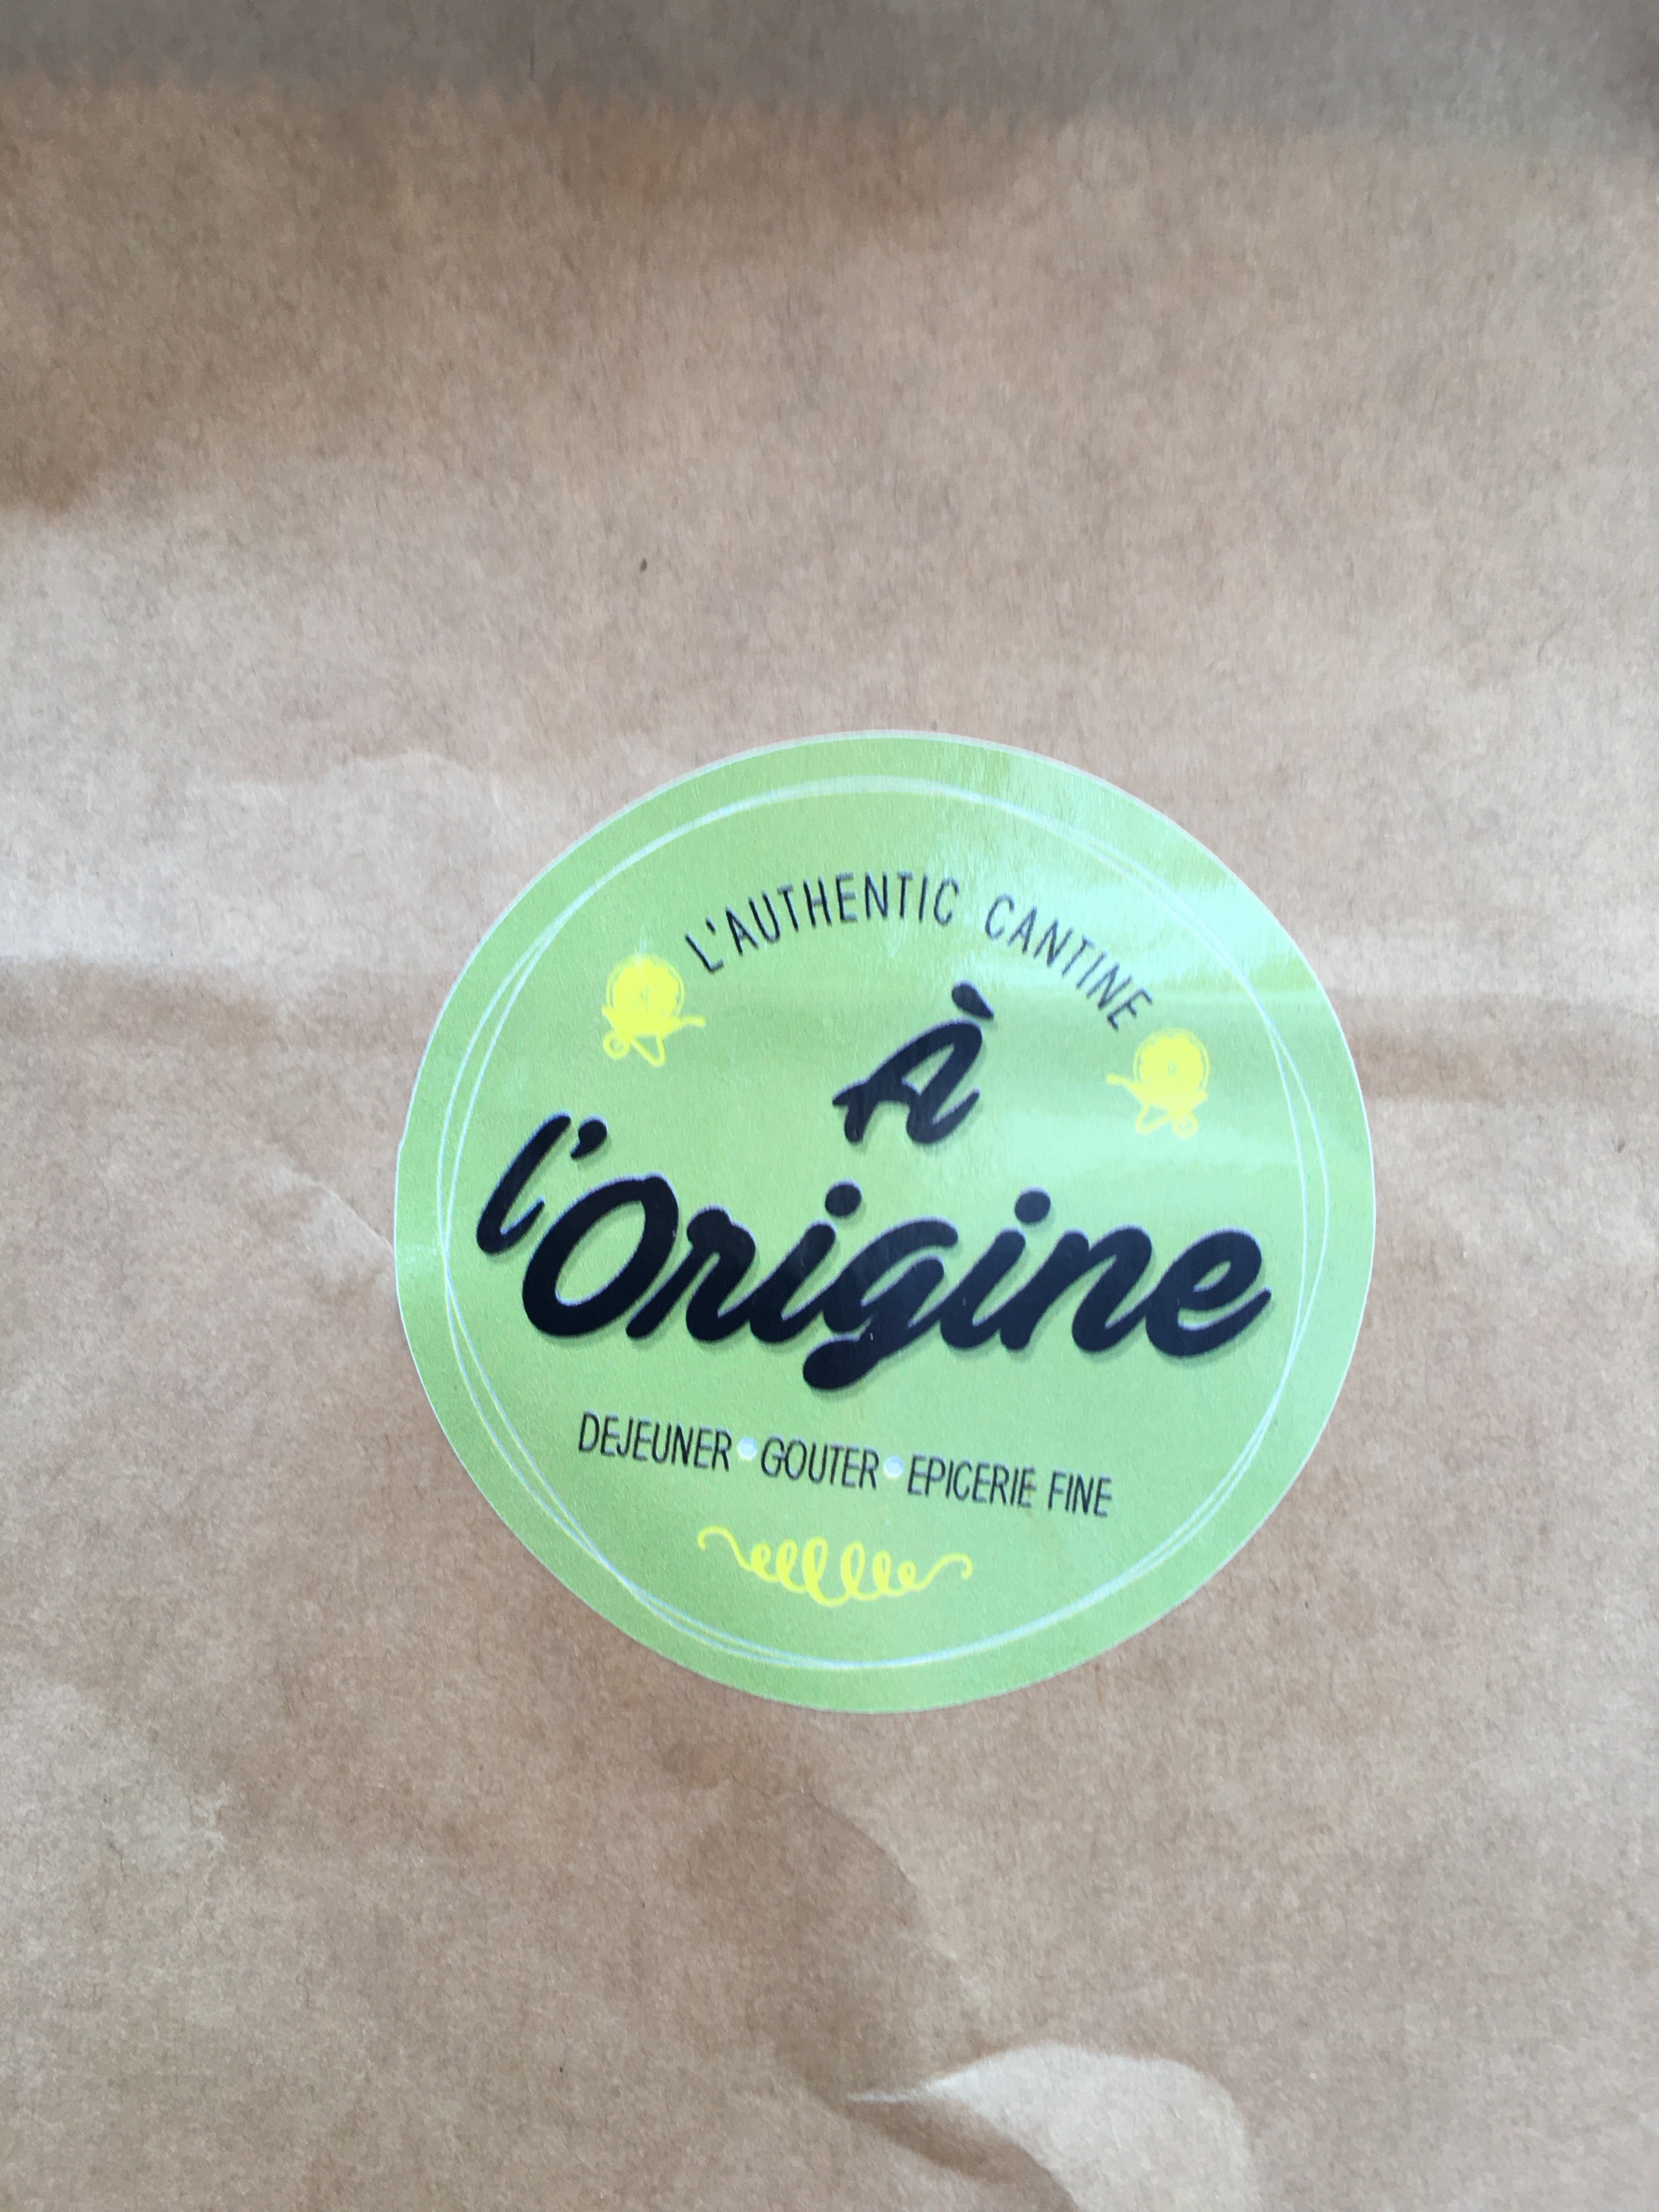 L'AUTHENTIC CANTINE
À
l'Origine
DEJEUNER • GOUTER • EPICERIE FINE